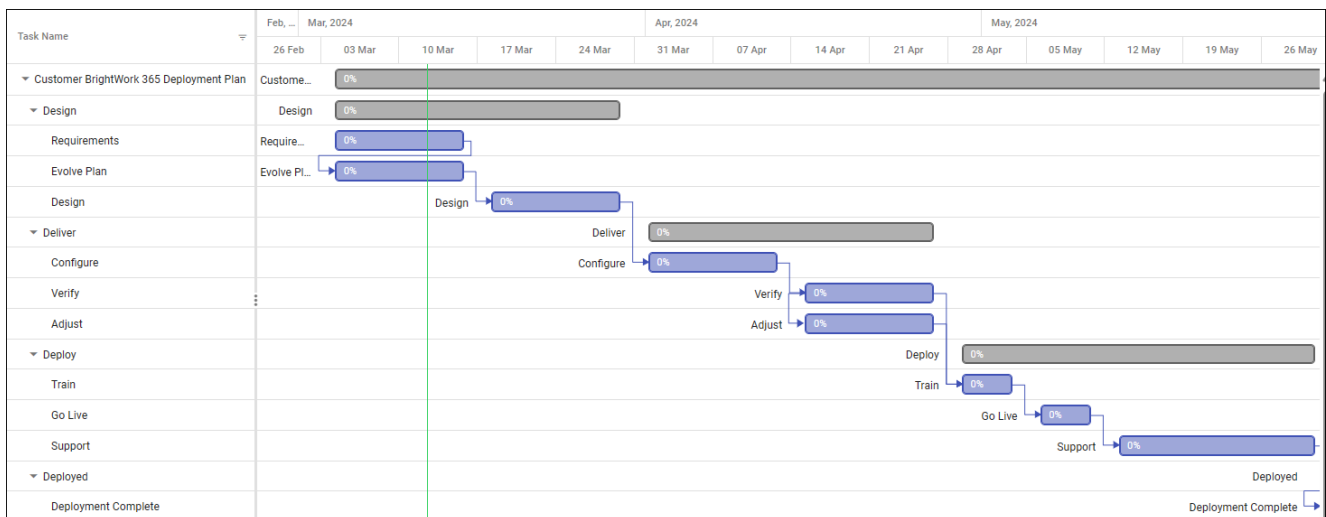 Feb, ... Mar, 2024 Apr, 2024 May, 2024
Task Name
26 Feb 03 Mar 10 Mar 17 Mar 24 Mar 31 Mar 07 Apr 14 Apr 21 Apr 28 Apr 05 May 12 May 19 May 26 May
Customer BrightWork 365 Deployment Plan Custome... 0%
Design Design 0%
Requirements Require... 0%
Evolve Plan Evolve Pl... 0%
Design Design 0%
Deliver Deliver 0%
Configure Configure 0%
Verify Verify 0%
Adjust Adjust 0%
Deploy Deploy 0%
Train Train 0%
Go Live Go Live 0%
Support Support 0%
Deployed Deployed
Deployment Complete Deployment Complete